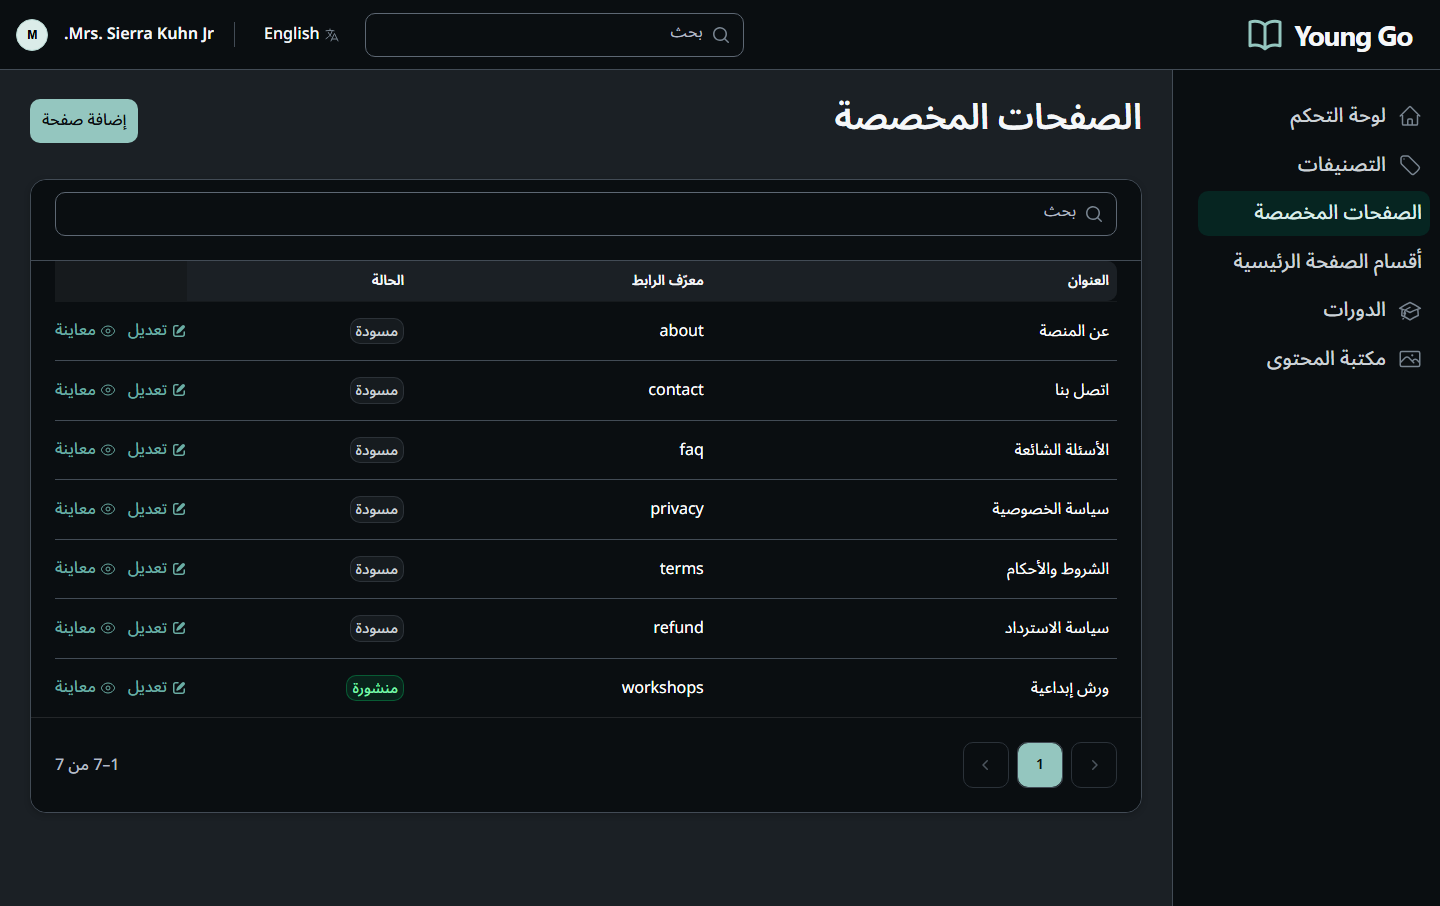 Young Go
بحث
English
.Mrs. Sierra Kuhn Jr
M
لوحة التحكم
التصنيفات
الصفحات المخصصة
أقسام الصفحة الرئيسية
الدورات
مكتبة المحتوى
الصفحات المخصصة
إضافة صفحة
بحث
العنوان معرّف الرابط الحالة
عن المنصة about مسودة تعديل معاينة
اتصل بنا contact مسودة تعديل معاينة
الأسئلة الشائعة faq مسودة تعديل معاينة
سياسة الخصوصية privacy مسودة تعديل معاينة
الشروط والأحكام terms مسودة تعديل معاينة
سياسة الاسترداد refund مسودة تعديل معاينة
ورش إبداعية workshops منشورة تعديل معاينة
1
1–7 من 7